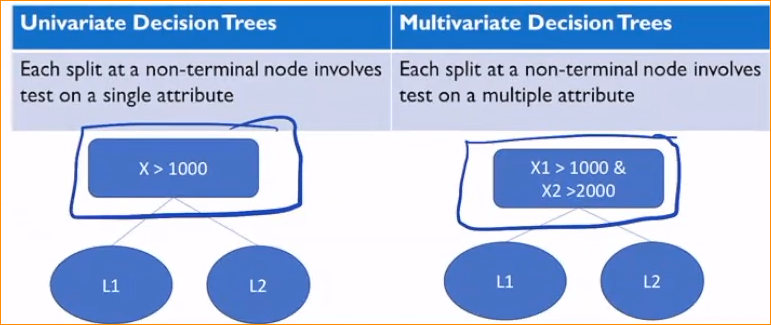 Univariate Decision Trees
Multivariate Decision Trees
Each split at a non-terminal node involves
test on a single attribute
Each split at a non-terminal node involves
test on a multiple attribute
X > 1000
X1 > 1000 &
X2 >2000
L1
L2
L1
L2